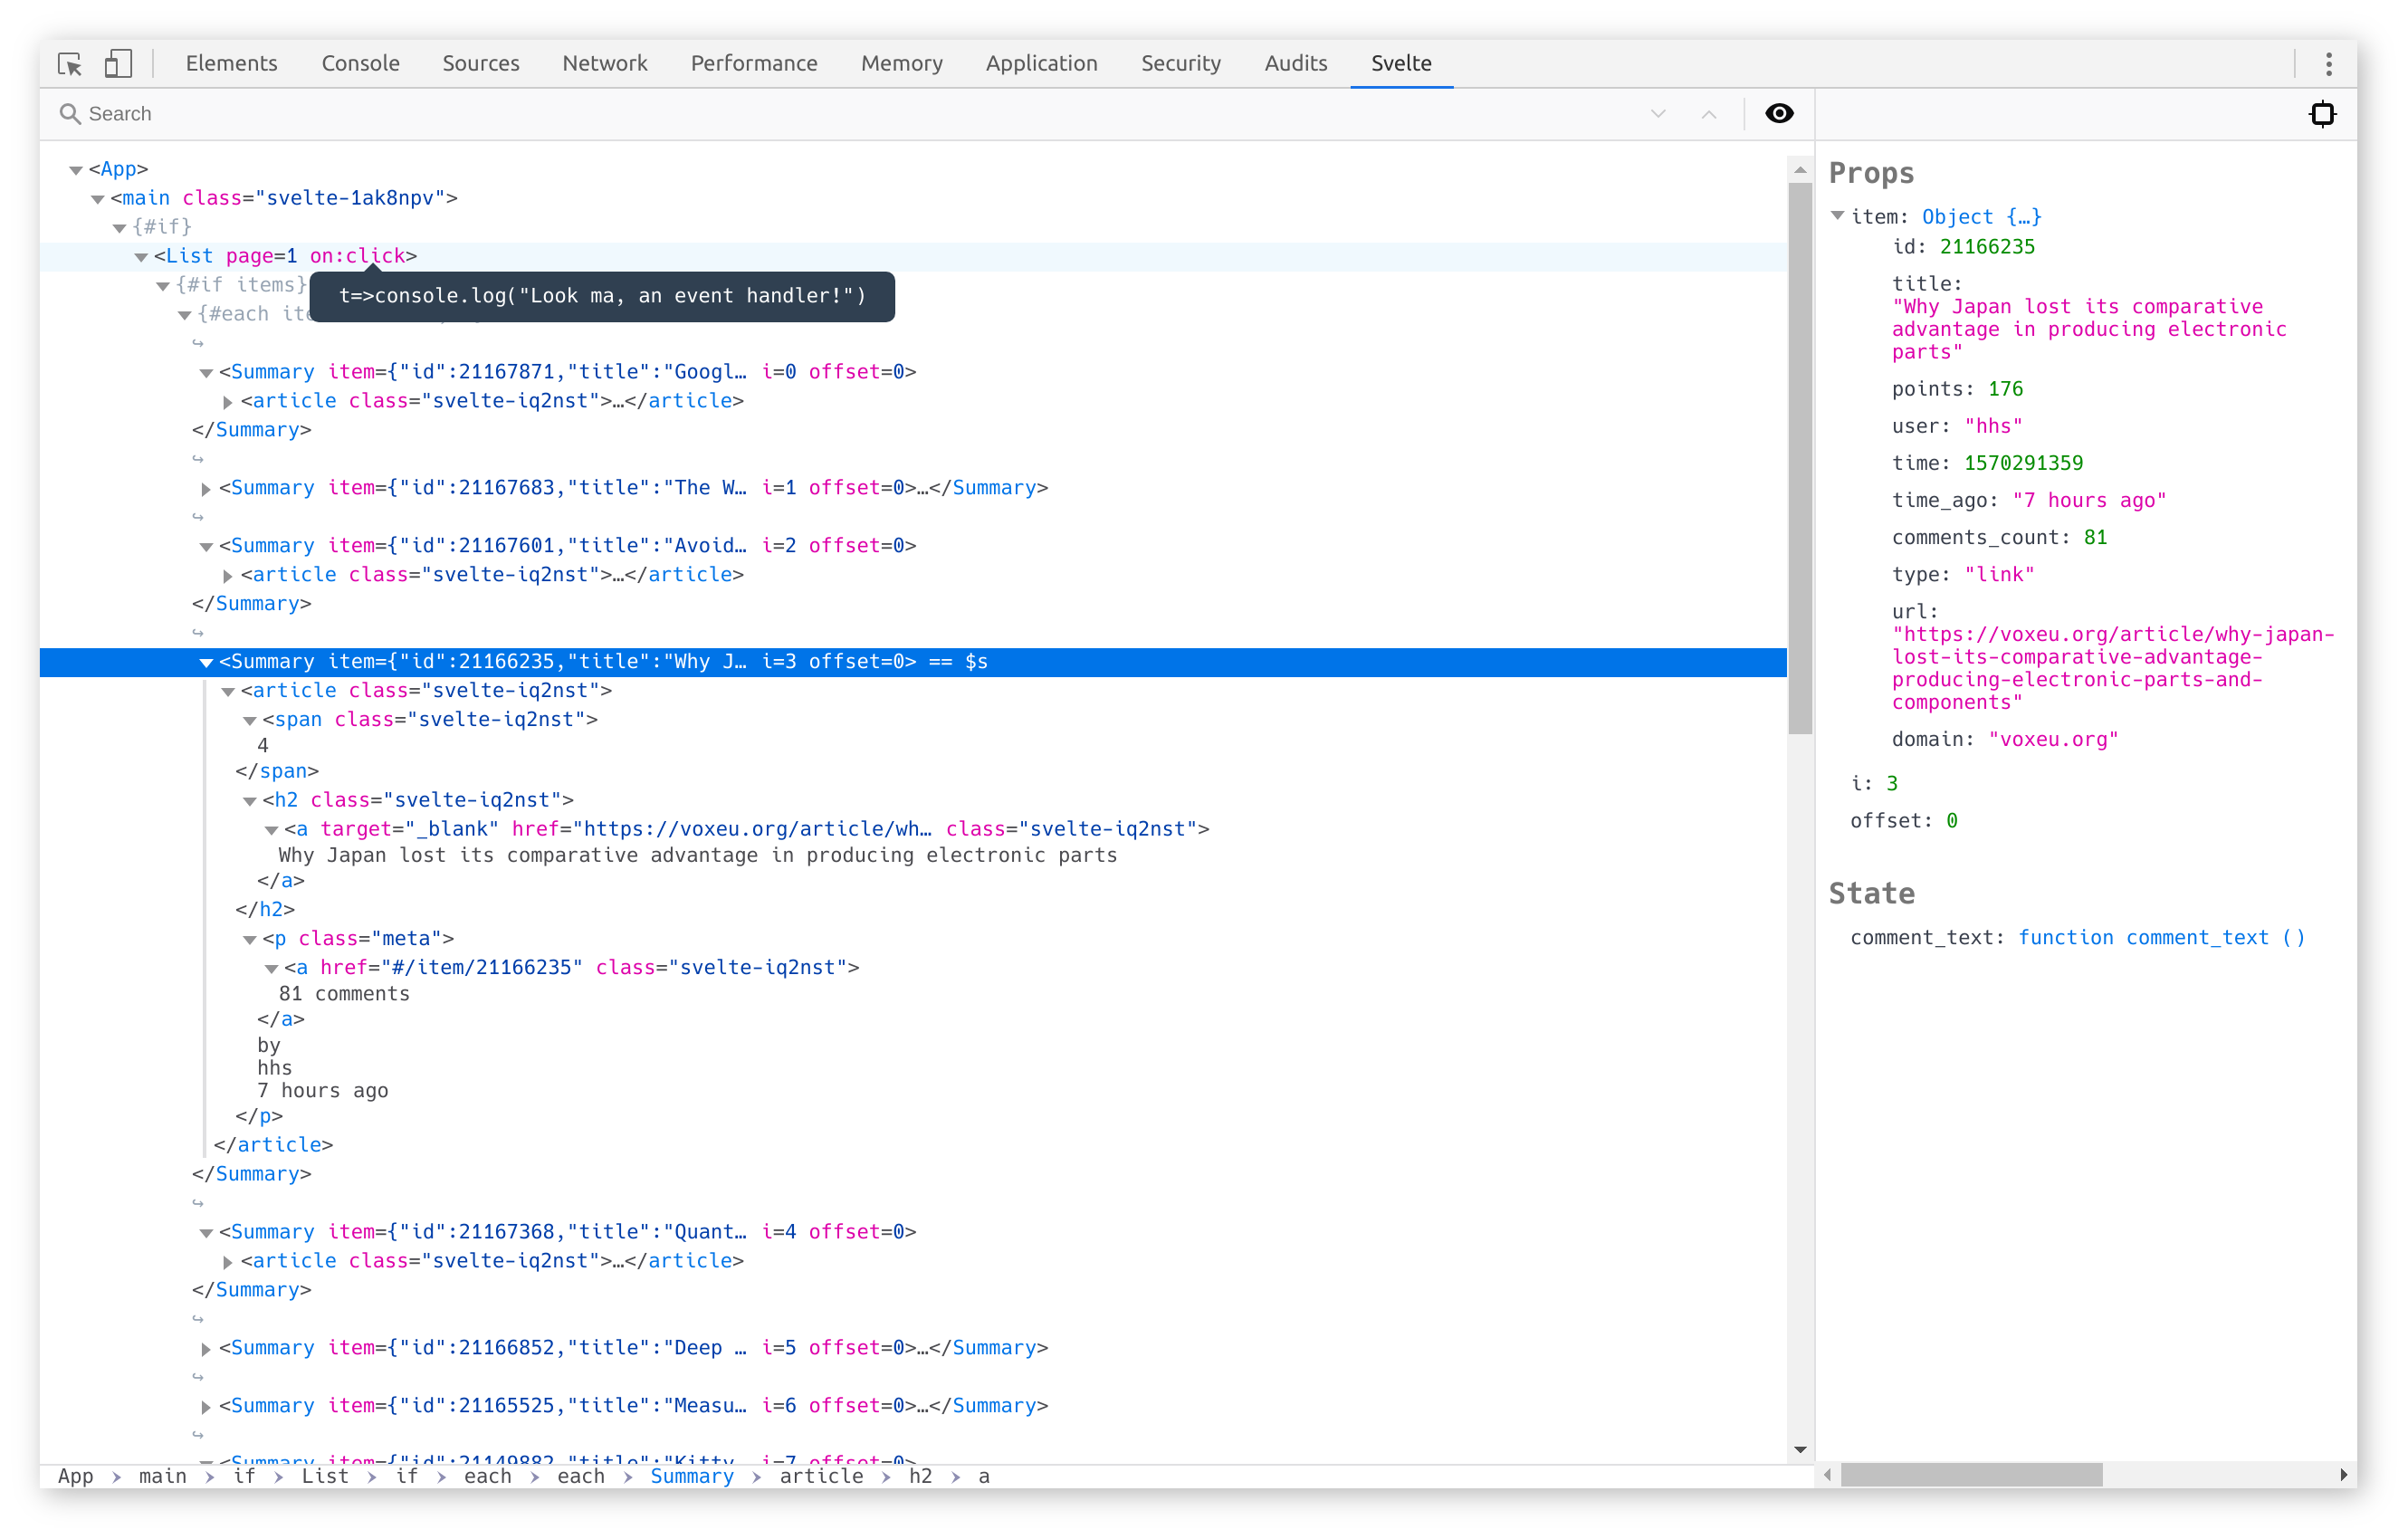 Elements Console Sources Network Performance Memory Application Security Audits Svelte
Search
<App>
<main class="svelte-1ak8npv">
{#if}
<List page=1 on:click>
{#if items}
t=>console.log("Look ma, an event handler!")
{#each
↪
<Summary item={"id":21167871,"title":"Googl… i=0 offset=0>
<article class="svelte-iq2nst">…</article>
</Summary>
↪
<Summary item={"id":21167683,"title":"The W… i=1 offset=0>…</Summary>
↪
<Summary item={"id":21167601,"title":"Avoid… i=2 offset=0>
<article class="svelte-iq2nst">…</article>
</Summary>
↪
<Summary item={"id":21166235,"title":"Why J… i=3 offset=0> == $s
<article class="svelte-iq2nst">
<span class="svelte-iq2nst">
4
</span>
<h2 class="svelte-iq2nst">
<a target="_blank" href="https://voxeu.org/article/wh… class="svelte-iq2nst">
Why Japan lost its comparative advantage in producing electronic parts
</a>
</h2>
<p class="meta">
<a href="#/item/21166235" class="svelte-iq2nst">
81 comments
</a>
by
hhs
7 hours ago
</p>
</article>
</Summary>
↪
<Summary item={"id":21167368,"title":"Quant… i=4 offset=0>
<article class="svelte-iq2nst">…</article>
</Summary>
↪
<Summary item={"id":21166852,"title":"Deep … i=5 offset=0>…</Summary>
↪
<Summary item={"id":21165525,"title":"Measu… i=6 offset=0>…</Summary>
↪
<Summary item={"id":21149882,"title":"Kitty… i=7 offset=0>
App > main > if > List > if > each > each > Summary > article > h2 > a
Props
item: Object {…}
id: 21166235
title:
"Why Japan lost its comparative
advantage in producing electronic
parts"
points: 176
user: "hhs"
time: 1570291359
time_ago: "7 hours ago"
comments_count: 81
type: "link"
url:
"https://voxeu.org/article/why-japan-
lost-its-comparative-advantage-
producing-electronic-parts-and-
components"
domain: "voxeu.org"
i: 3
offset: 0
State
comment_text: function comment_text ()